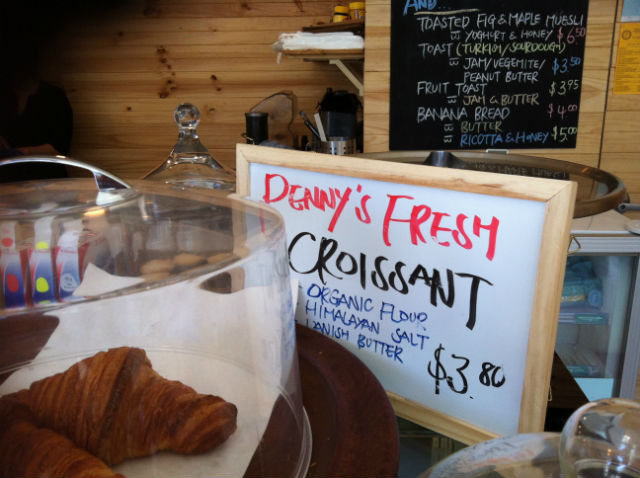 AND...
TOASTED FIG & MAPLE MUESLI
YOGHURT & HONEY $6.50
TOAST (TURKISH/SOURDOUGH)
JAM/VEGEMITE/ $3.50
PEANUT BUTTER
FRUIT TOAST $3.95
JAM & BUTTER
BANANA BREAD $4.00
BUTTER
RICOTTA & HONEY $5.00
DENNY'S FRESH
CROISSANT
ORGANIC FLOUR
HIMALAYAN SALT
DANISH BUTTER
$3.80